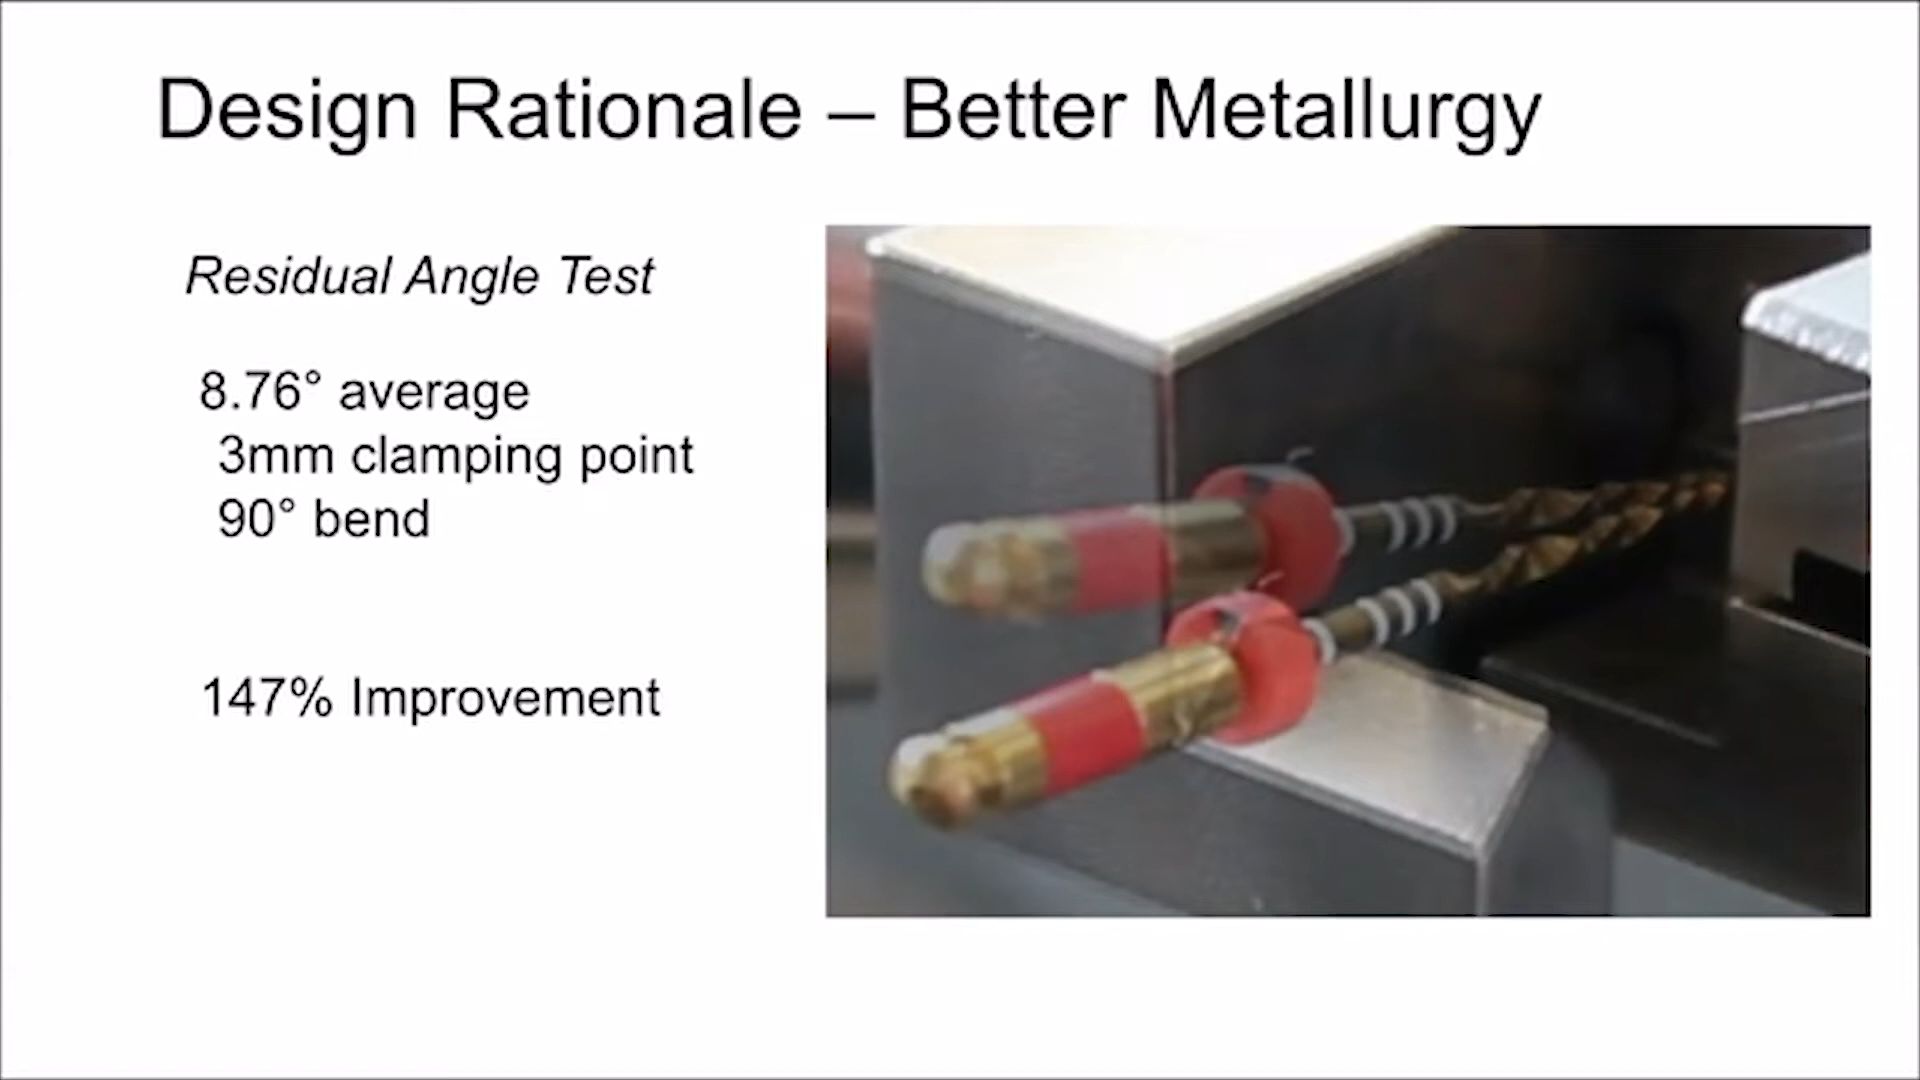 Design Rationale – Better Metallurgy
Residual Angle Test
8.76° average
3mm clamping point
90° bend
147% Improvement